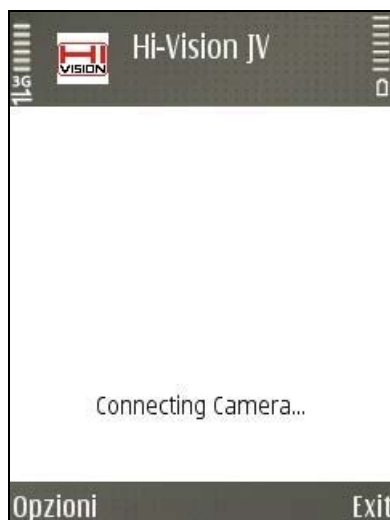 3G
HI
VISION
Hi-Vision JV
Connecting Camera...
Opzioni
Exit